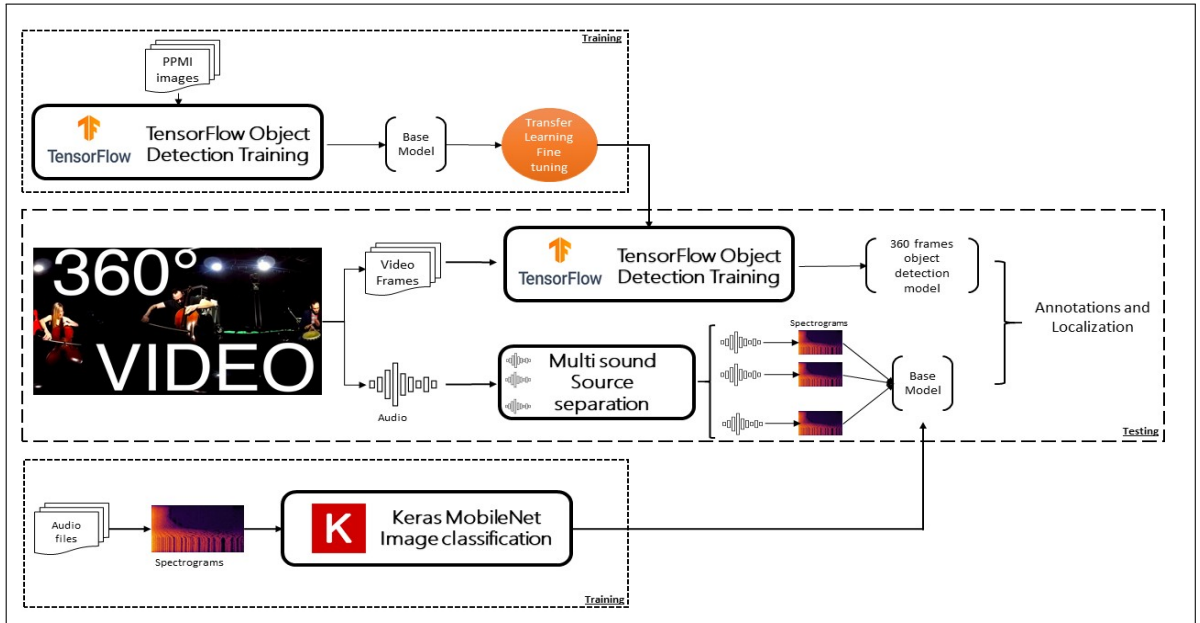 Training
PPMI
images
TensorFlow
TensorFlow Object
Detection Training
Base
Model
Transfer
Learning
Fine
tuning
360°
VIDEO
Video
Frames
TensorFlow
TensorFlow Object
Detection Training
360 frames
object
detection
model
Annotations and
Localization
Audio
Multi sound
Source
separation
Spectrograms
Base
Model
Testing
Audio
files
Spectrograms
K
Keras MobileNet
Image classification
Training